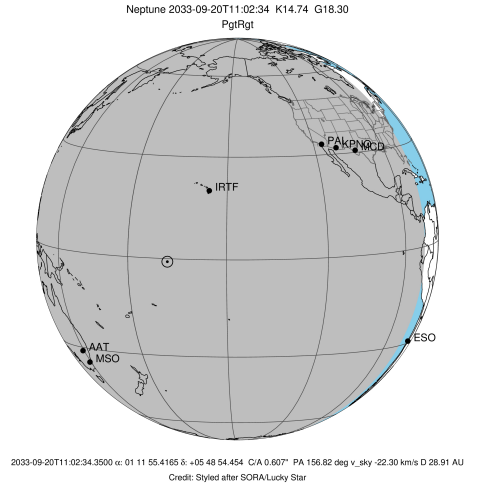 Neptune 2033-09-20T11:02:34 K14.74 G18.30
PgtRgt
PAL
KPNO
MCD
IRTF
ESO
AAT
MSO
2033-09-20T11:02:34.3500 α: 01 11 55.4165 δ: +05 48 54.454 C/A 0.607" PA 156.82 deg v_sky -22.30 km/s D 28.91 AU
Credit: Styled after SORA/Lucky Star